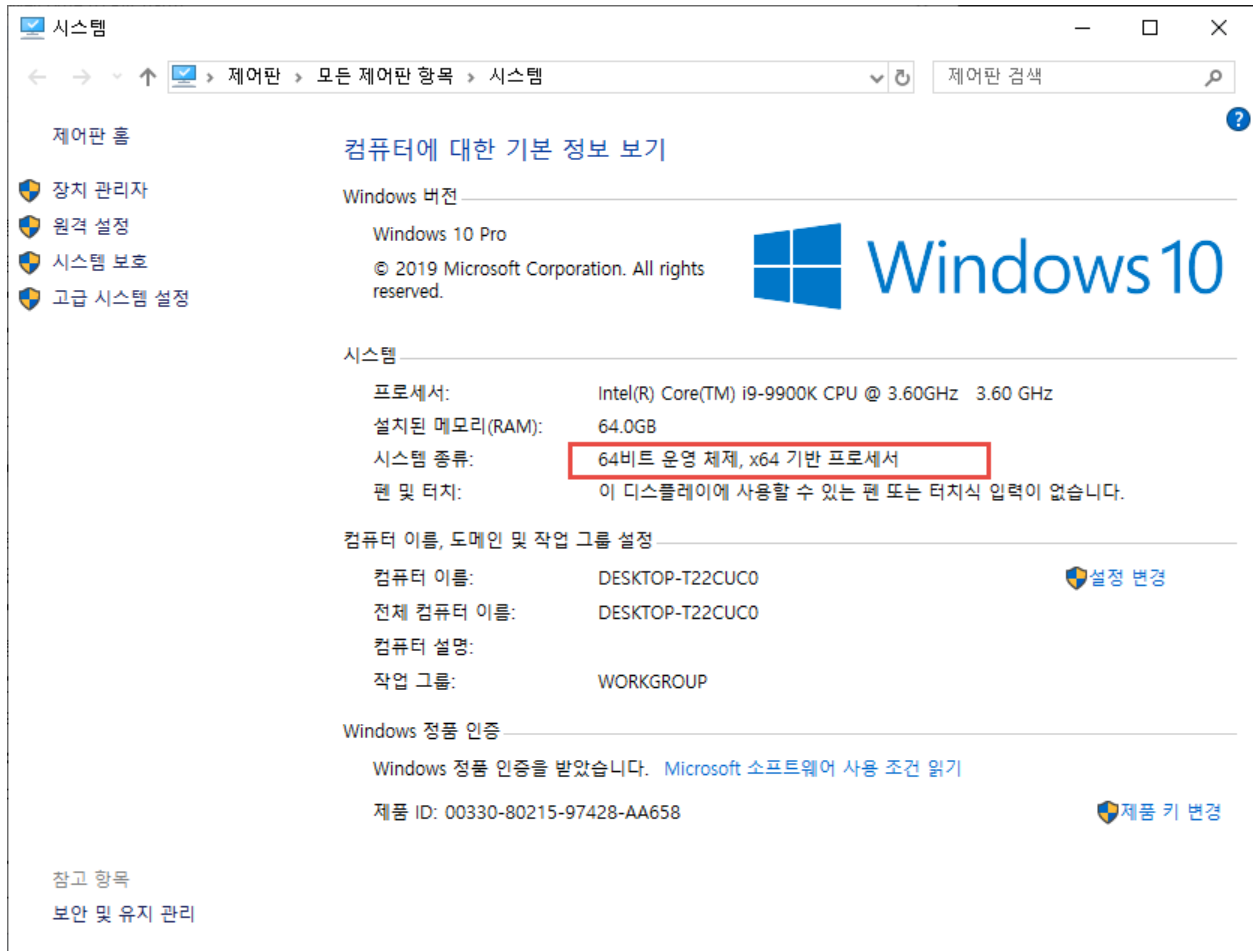 시스템
제어판 › 모든 제어판 항목 › 시스템
제어판 검색
제어판 홈
장치 관리자
원격 설정
시스템 보호
고급 시스템 설정
컴퓨터에 대한 기본 정보 보기
Windows 버전
Windows 10 Pro
© 2019 Microsoft Corporation. All rights
reserved.
Windows 10
시스템
프로세서: Intel(R) Core(TM) i9-9900K CPU @ 3.60GHz 3.60 GHz
설치된 메모리(RAM): 64.0GB
시스템 종류: 64비트 운영 체제, x64 기반 프로세서
펜 및 터치: 이 디스플레이에 사용할 수 있는 펜 또는 터치식 입력이 없습니다.
컴퓨터 이름, 도메인 및 작업 그룹 설정
컴퓨터 이름: DESKTOP-T22CUC0 설정 변경
전체 컴퓨터 이름: DESKTOP-T22CUC0
컴퓨터 설명:
작업 그룹: WORKGROUP
Windows 정품 인증
Windows 정품 인증을 받았습니다. Microsoft 소프트웨어 사용 조건 읽기
제품 ID: 00330-80215-97428-AA658 제품 키 변경
참고 항목
보안 및 유지 관리